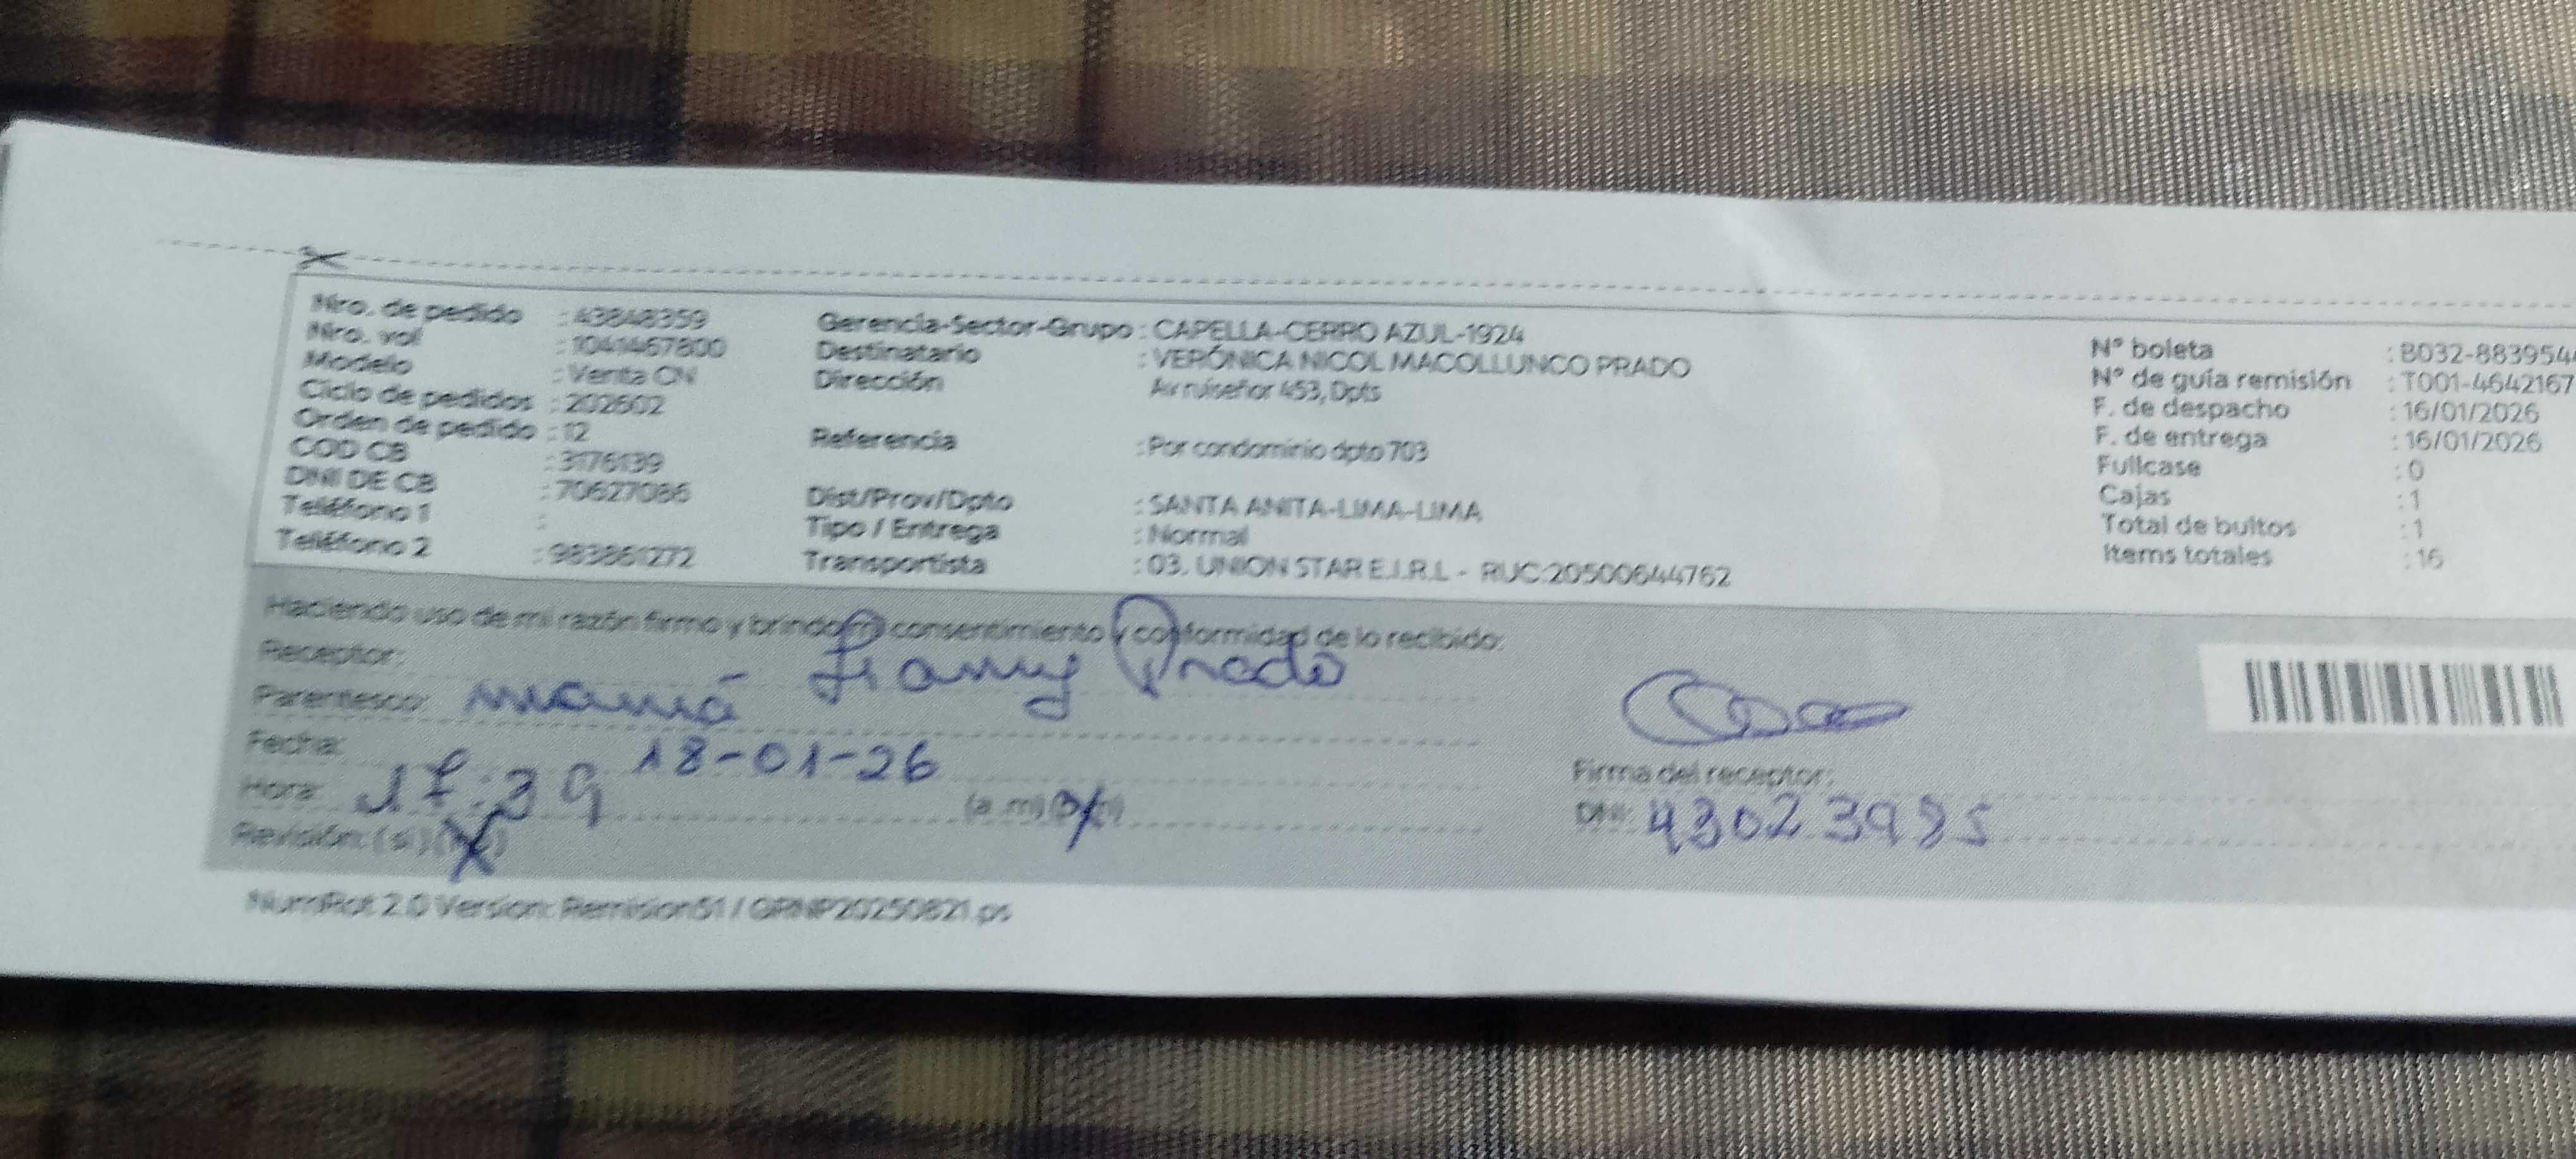 Nro. de pedido : 43848359
Nro. vol : 1041467800
Modelo : Venta CN
Ciclo de pedidos : 202602
Orden de pedido : 12
COD CB : 3176139
DNI DE CB : 70627086
Teléfono 1 :
Teléfono 2 : 983861272
Gerencia-Sector-Grupo : CAPELLA-CERRO AZUL-1924
Destinatario : VERÓNICA NICOL MACOLLUNCO PRADO
Dirección : Av ruiseñor 453, Dpts
Referencia : Por condominio dpto 703
Dist/Prov/Dpto : SANTA ANITA-LIMA-LIMA
Tipo / Entrega : Normal
Transportista : 03. UNION STAR E.I.R.L - RUC:20500644762
N° boleta : B032-883954
N° de guía remisión : T001-4642167
F. de despacho : 16/01/2026
F. de entrega : 16/01/2026
Fullcase : 0
Cajas : 1
Total de bultos : 1
Items totales : 16
Haciendo uso de mi razón firmo y brindo mi consentimiento y conformidad de lo recibido:
Receptor: Prado
Parentesco: mamá
Fecha: 18-01-26
Hora: 17:39 (a.m) (p.m)
Revisión: (si) (no)
Firma del receptor:
DNI: 43023985
NumRot 2.0 Version: Remision51 / GRNP20250821.ps